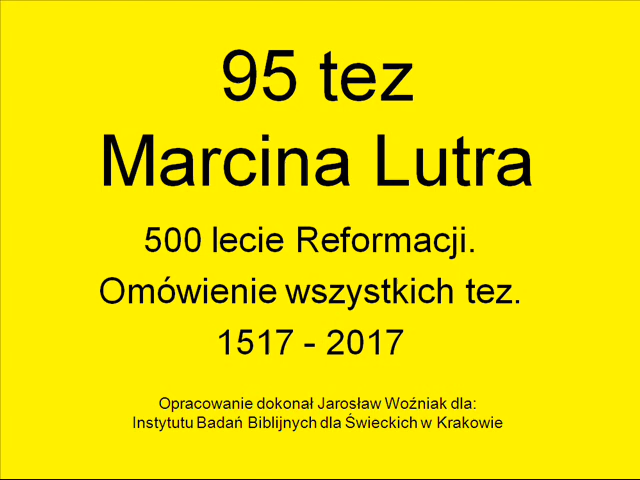 95 tez
Marcina Lutra
500 lecie Reformacji.
Omówienie wszystkich tez.
1517 - 2017
Opracowanie dokonał Jarosław Woźniak dla:
Instytutu Badań Biblijnych dla Świeckich w Krakowie